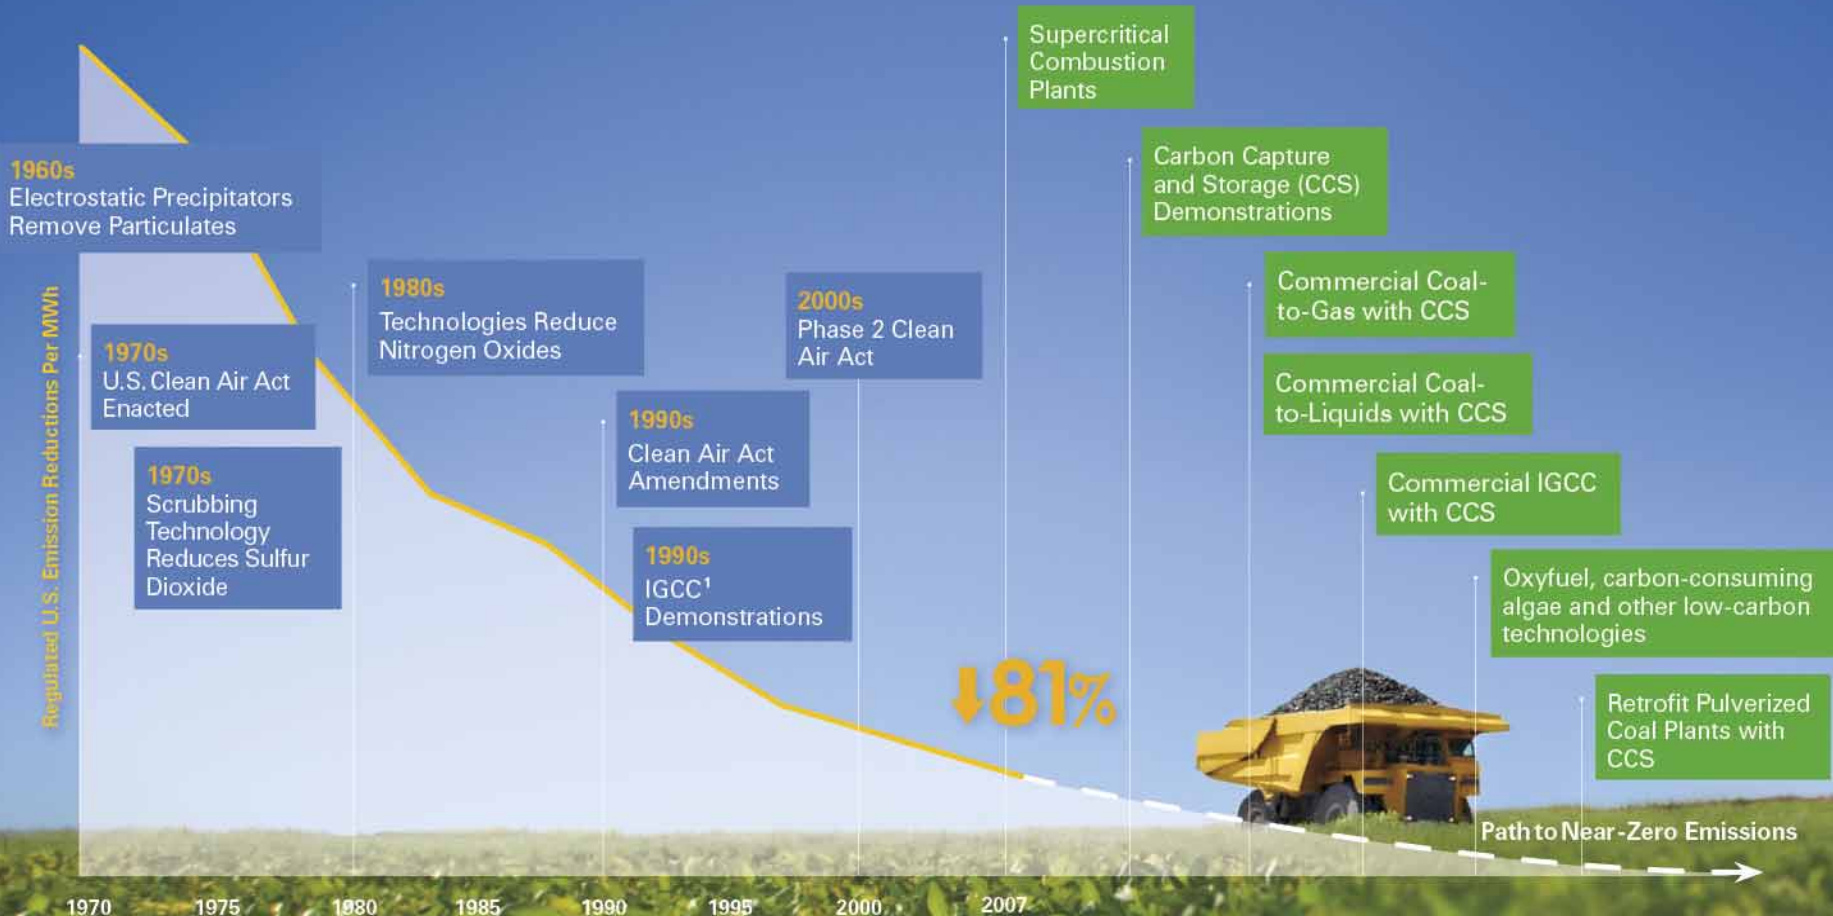 Regulated U.S. Emission Reductions Per MWh
1960s
Electrostatic Precipitators
Remove Particulates
1970s
U.S. Clean Air Act
Enacted
1970s
Scrubbing
Technology
Reduces Sulfur
Dioxide
1980s
Technologies Reduce
Nitrogen Oxides
1990s
Clean Air Act
Amendments
1990s
IGCC¹
Demonstrations
2000s
Phase 2 Clean
Air Act
↓81%
Supercritical
Combustion
Plants
Carbon Capture
and Storage (CCS)
Demonstrations
Commercial Coal-
to-Gas with CCS
Commercial Coal-
to-Liquids with CCS
Commercial IGCC
with CCS
Oxyfuel, carbon-consuming
algae and other low-carbon
technologies
Retrofit Pulverized
Coal Plants with
CCS
Path to Near-Zero Emissions
1970 1975 1980 1985 1990 1995 2000 2007